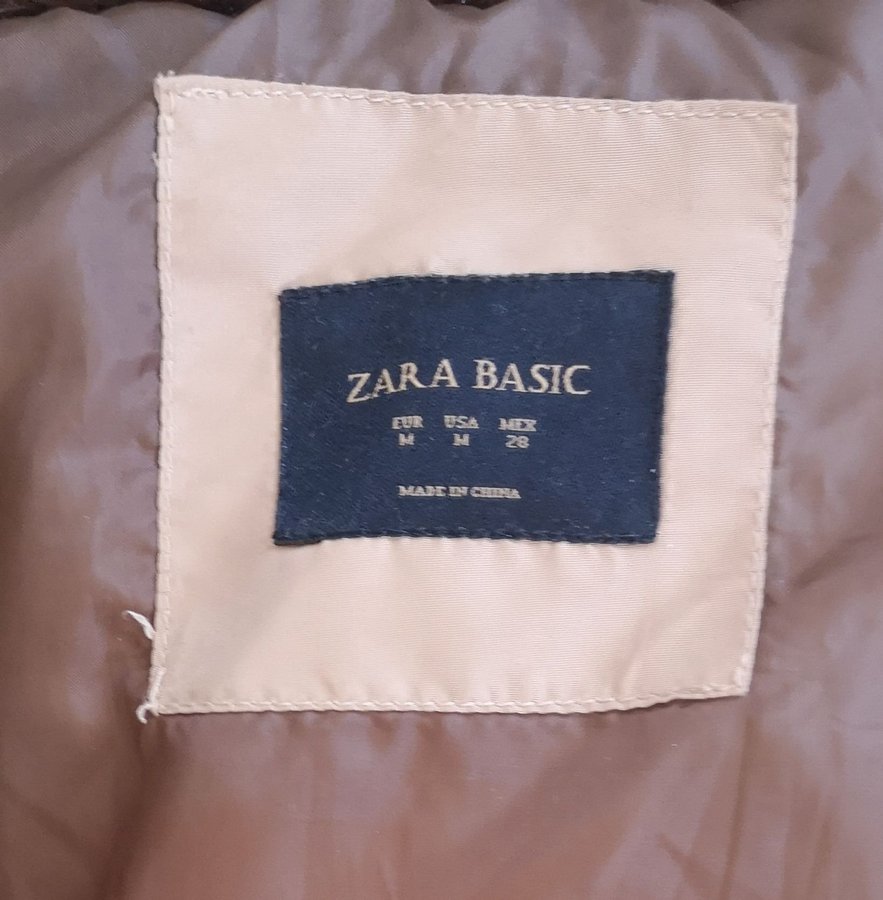 ZARA BASIC
EUR USA MEX
M M 28
MADE IN CHINA